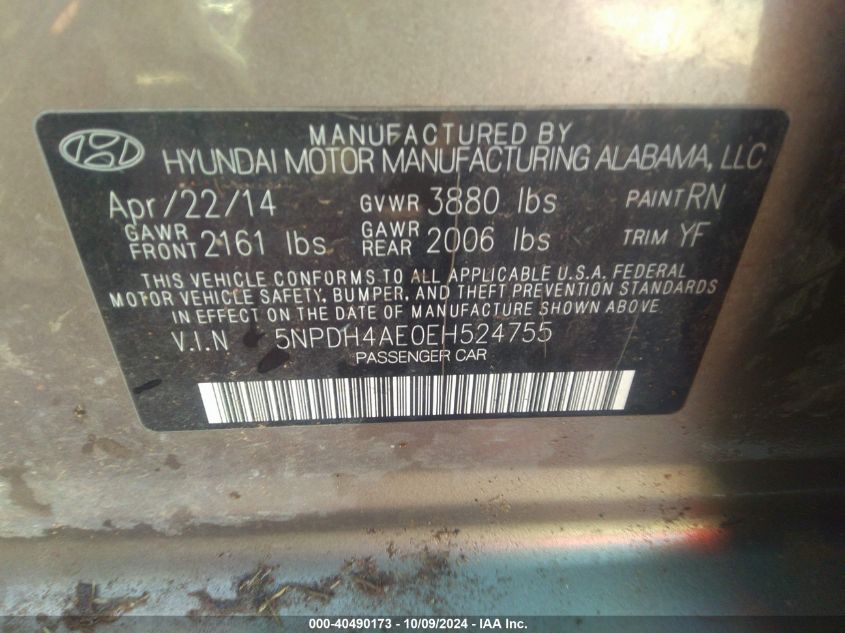 MANUFACTURED BY
HYUNDAI MOTOR MANUFACTURING ALABAMA, LLC
Apr/22/14 GVWR 3880 lbs PAINT RN
GAWR FRONT 2161 lbs GAWR REAR 2006 lbs TRIM YF
THIS VEHICLE CONFORMS TO ALL APPLICABLE U.S.A. FEDERAL
MOTOR VEHICLE SAFETY, BUMPER, AND THEFT PREVENTION STANDARDS
IN EFFECT ON THE DATE OF MANUFACTURE SHOWN ABOVE.
V.I.N 5NPDH4AE0EH524755
PASSENGER CAR
000-40490173 - 10/09/2024 - IAA Inc.